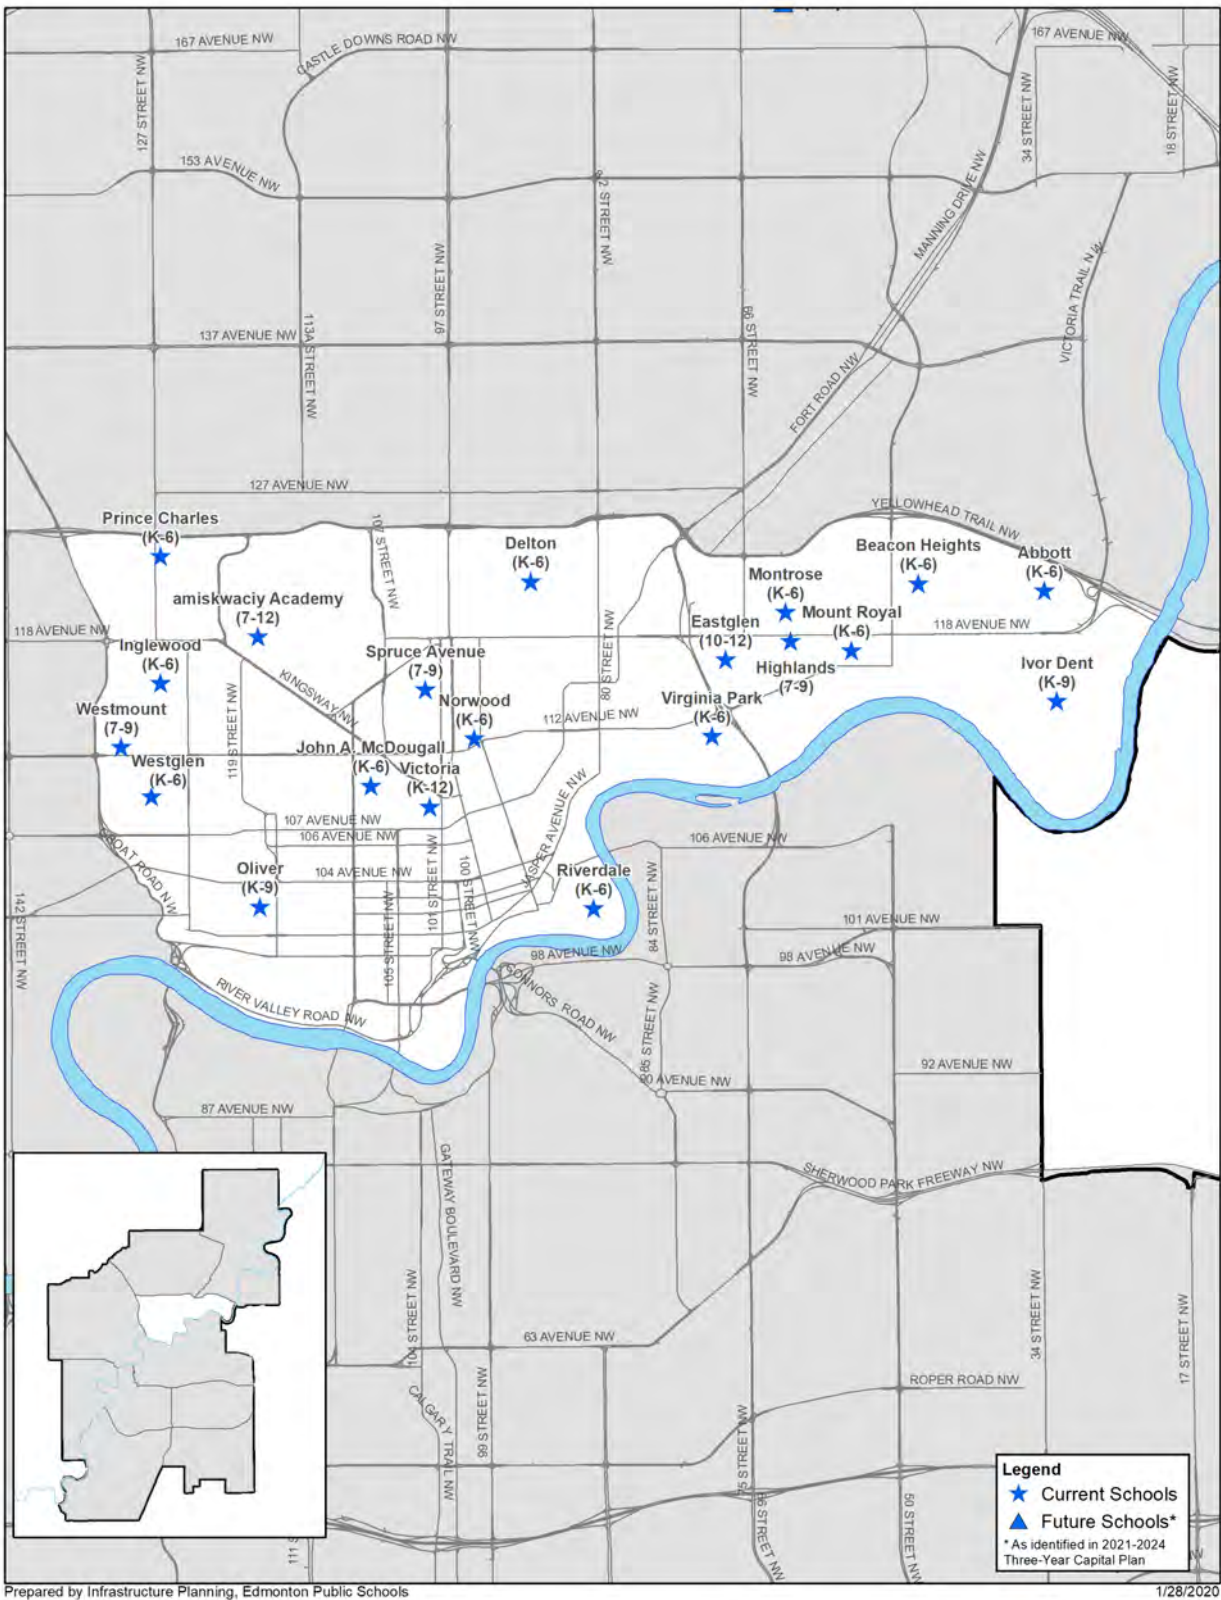 167 AVENUE NW
CASTLE DOWNS ROAD NW
167 AVENUE NW
127 STREET NW
34 STREET NW
18 STREET NW
153 AVENUE NW
82 STREET NW
MANNING DRIVE NW
97 STREET NW
VICTORIA TRAIL NW
137 AVENUE NW
113A STREET NW
66 STREET NW
FORT ROAD NW
127 AVENUE NW
YELLOWHEAD TRAIL NW
Prince Charles
(K-6)
107 STREET NW
Delton
(K-6)
Beacon Heights
(K-6)
Abbott
(K-6)
Montrose
(K-6)
amiskwaciy Academy
(7-12)
Mount Royal
(K-6)
118 AVENUE NW
118 AVENUE NW
Eastglen
(10-12)
Inglewood
(K-6)
Spruce Avenue
(7-9)
80 STREET NW
Highlands
(7-9)
Ivor Dent
(K-9)
KINGSWAY NW
Norwood
(K-6)
Virginia Park
(K-6)
Westmount
(7-9)
119 STREET NW
112 AVENUE NW
John A. McDougall
(K-6)
Westglen
(K-6)
Victoria
(K-12)
107 AVENUE NW
106 AVENUE NW
106 AVENUE NW
GROAT ROAD NW
JASPER AVENUE NW
Oliver
(K-9)
104 AVENUE NW
101 STREET NW
100 STREET NW
Riverdale
(K-6)
84 STREET NW
142 STREET NW
105 STREET NW
101 AVENUE NW
98 AVENUE NW
98 AVENUE NW
RIVER VALLEY ROAD NW
CONNORS ROAD NW
85 STREET NW
92 AVENUE NW
90 AVENUE NW
87 AVENUE NW
GATEWAY BOULEVARD NW
SHERWOOD PARK FREEWAY NW
104 STREET NW
63 AVENUE NW
34 STREET NW
17 STREET NW
ROPER ROAD NW
CALGARY TRAIL NW
99 STREET NW
75 STREET NW
66 STREET NW
50 STREET NW
111 S
NW
Legend
Current Schools
Future Schools*
* As identified in 2021-2024
Three-Year Capital Plan
Prepared by Infrastructure Planning, Edmonton Public Schools
1/28/2020